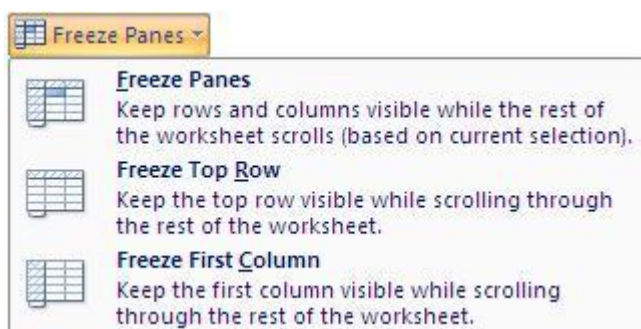 Freeze Panes
Freeze Panes
Keep rows and columns visible while the rest of
the worksheet scrolls (based on current selection).
Freeze Top Row
Keep the top row visible while scrolling through
the rest of the worksheet.
Freeze First Column
Keep the first column visible while scrolling
through the rest of the worksheet.